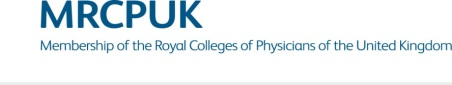 MRCPUK
Membership of the Royal Colleges of Physicians of the United Kingdom